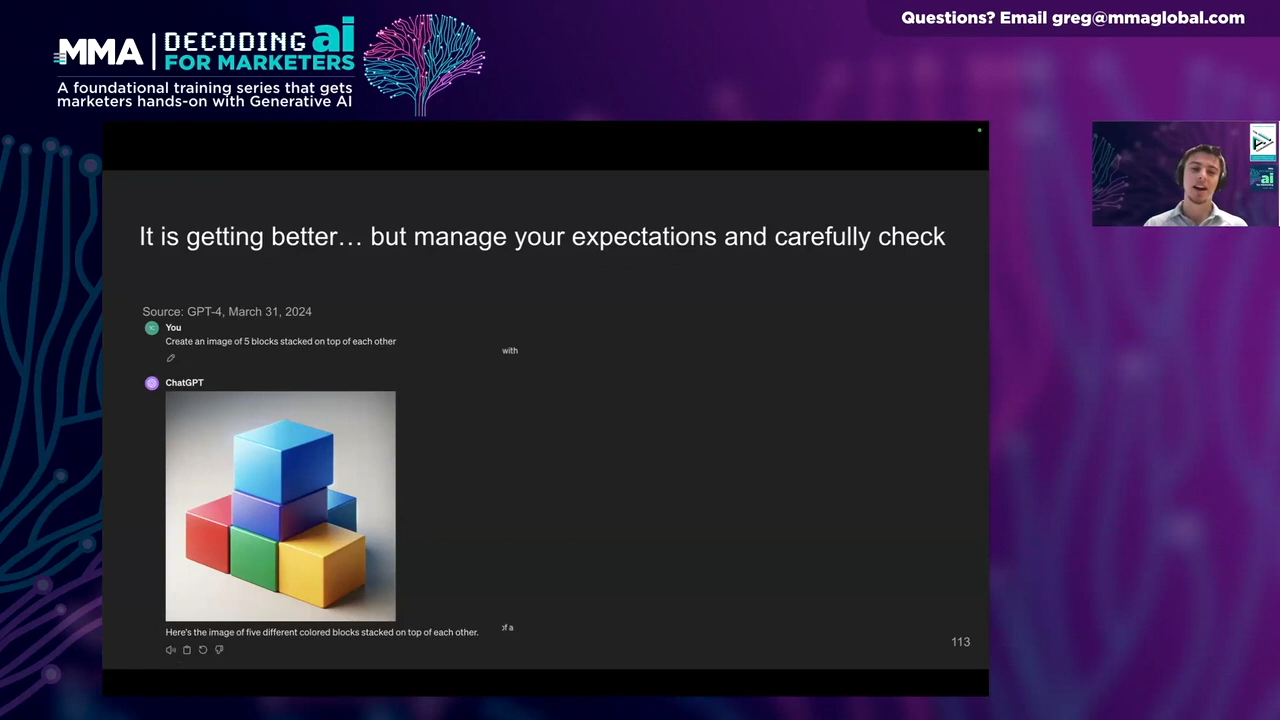 Questions? Email greg@mmaglobal.com
MMA | DECODING ai
FOR MARKETERS
A foundational training series that gets
marketers hands-on with Generative AI
It is getting better… but manage your expectations and carefully check
Source: GPT-4, March 31, 2024
You
Create an image of 5 blocks stacked on top of each other
with
ChatGPT
Here's the image of five different colored blocks stacked on top of each other.
of a
113
ai